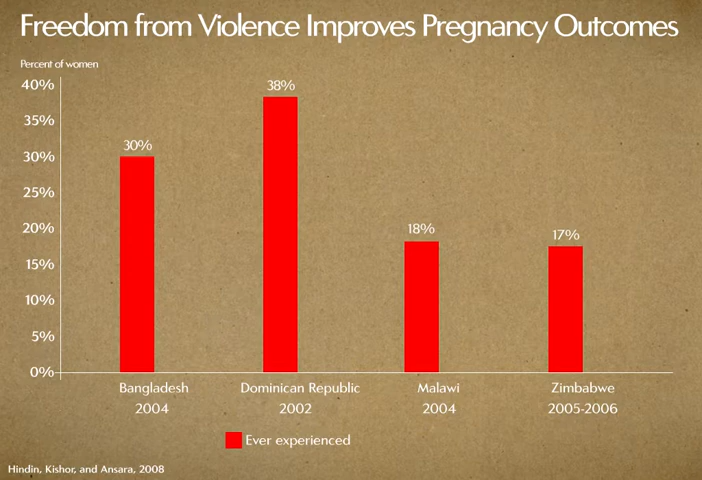 Freedom from Violence Improves Pregnancy Outcomes
Percent of women
40%
35%
30%
25%
20%
15%
10%
5%
0%
30%
38%
18%
17%
Bangladesh
2004
Dominican Republic
2002
Malawi
2004
Zimbabwe
2005-2006
Ever experienced
Hindin, Kishor, and Ansara, 2008